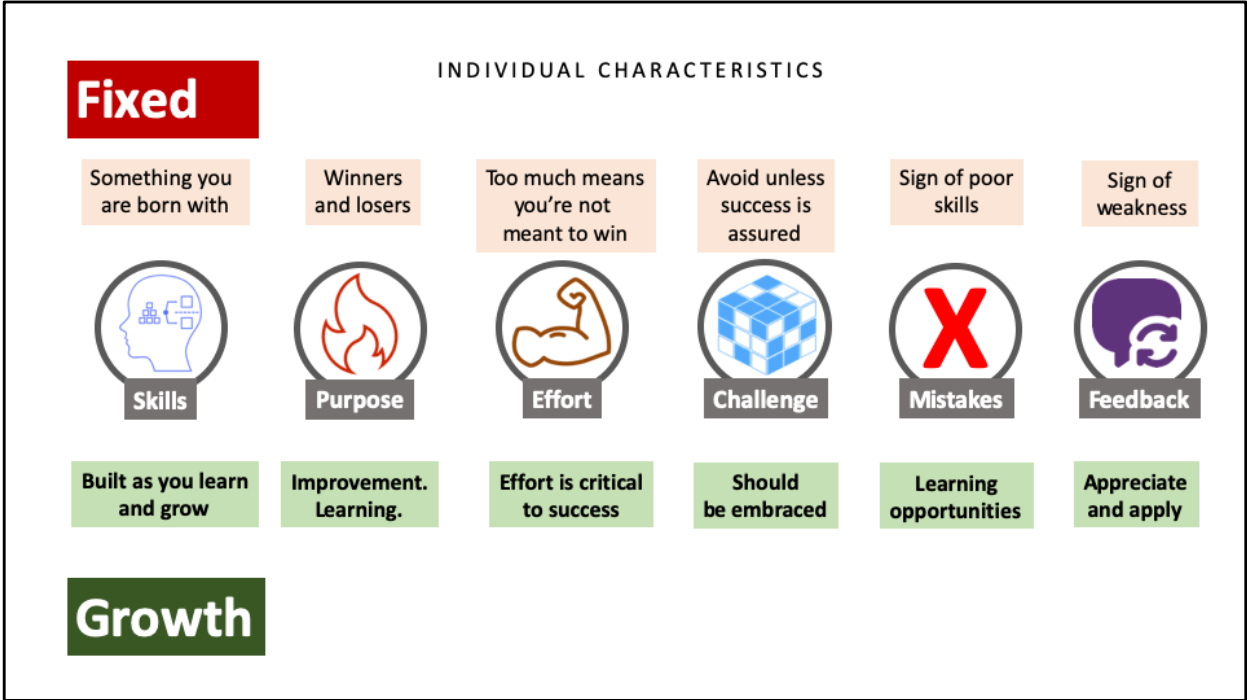 INDIVIDUAL CHARACTERISTICS
Fixed
Something you
are born with
Winners
and losers
Too much means
you’re not
meant to win
Avoid unless
success is
assured
Sign of poor
skills
Sign of
weakness
X
Skills
Purpose
Effort
Challenge
Mistakes
Feedback
Built as you learn
and grow
Improvement.
Learning.
Effort is critical
to success
Should
be embraced
Learning
opportunities
Appreciate
and apply
Growth